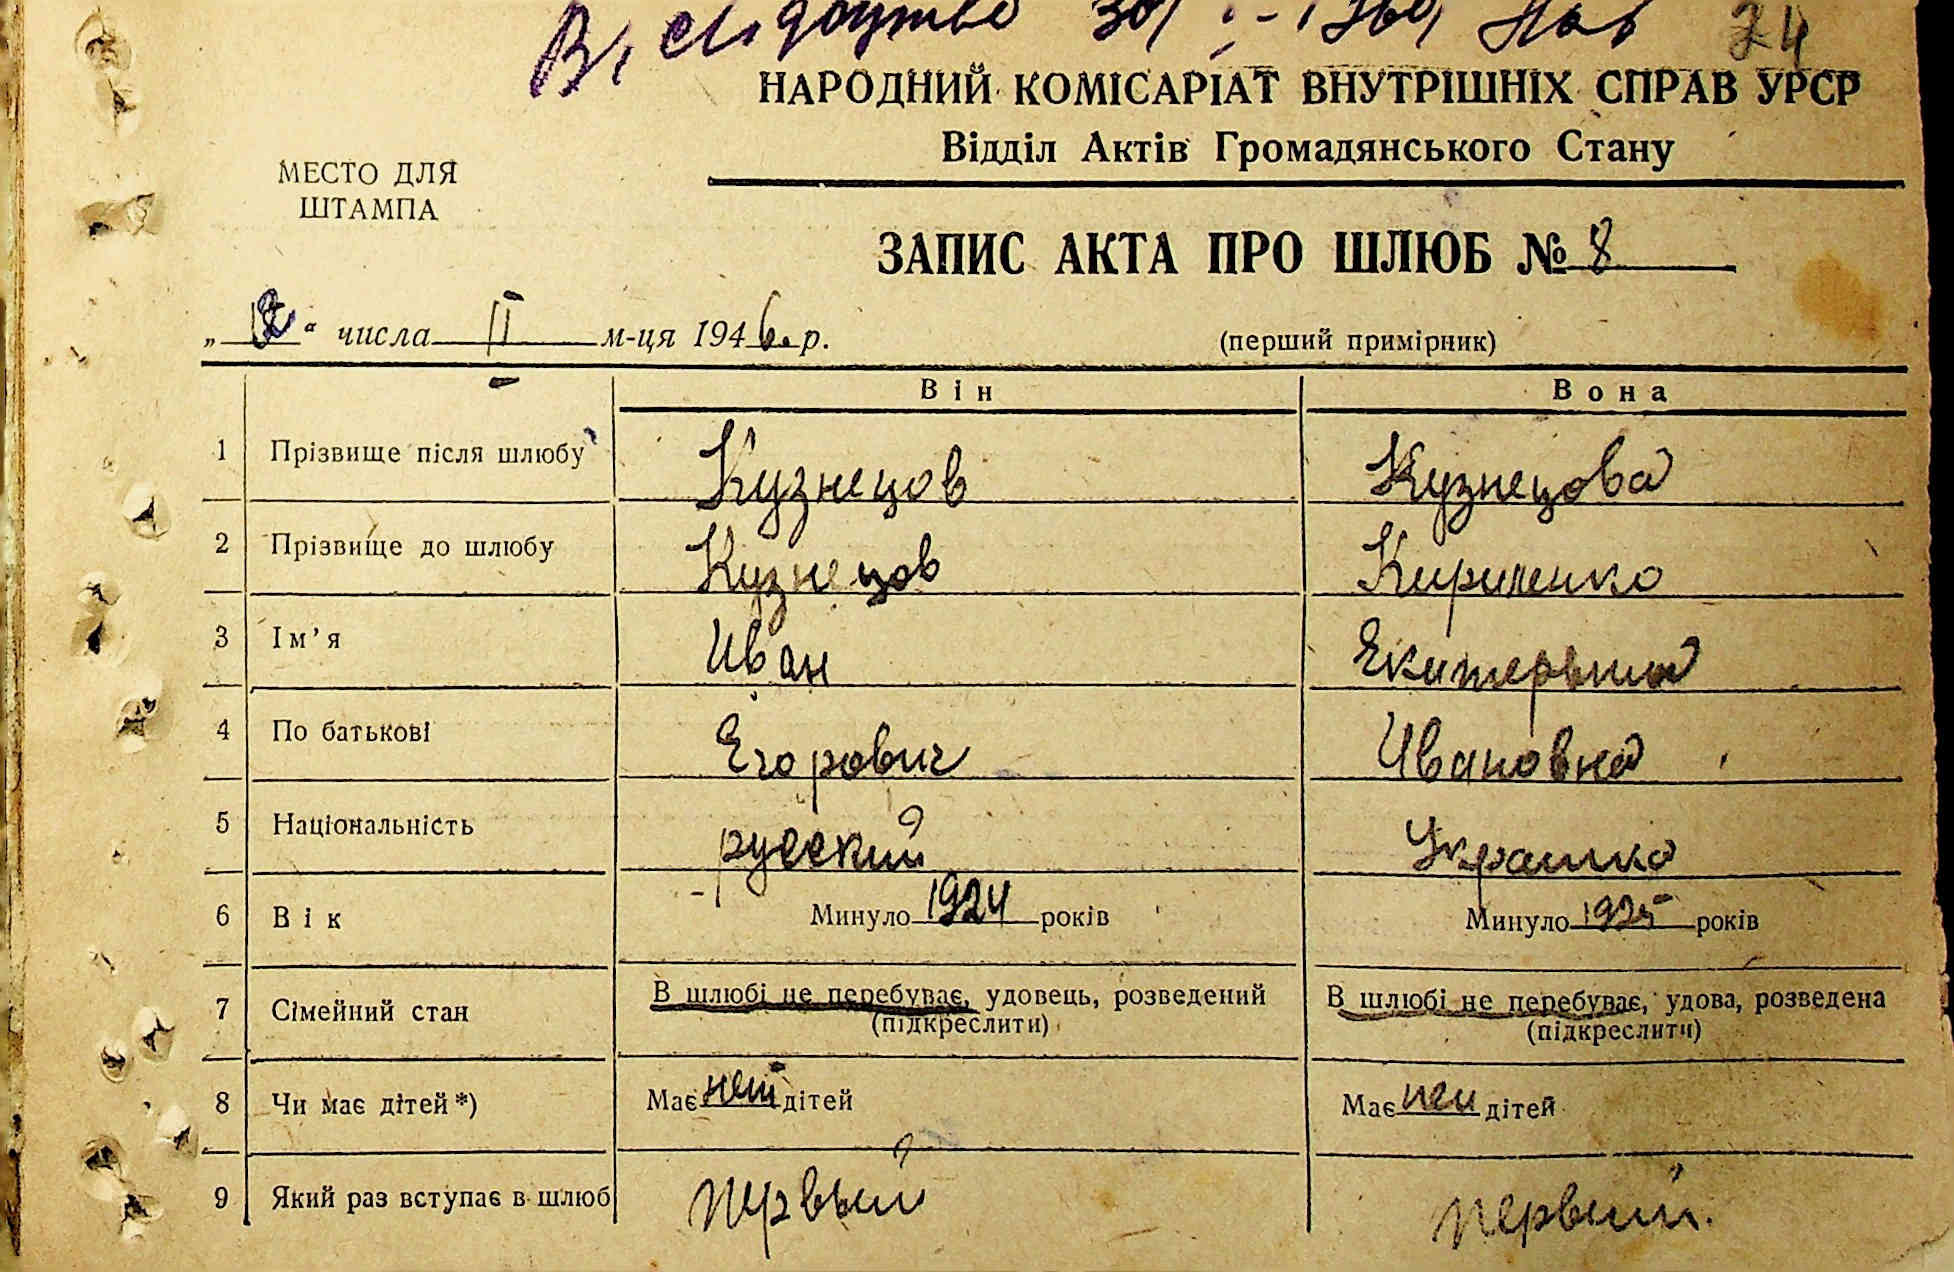 НАРОДНИЙ КОМІСАРІАТ ВНУТРІШНІХ СПРАВ УРСР
Відділ Актів Громадянського Стану
МЕСТО ДЛЯ
ШТАМПА
24
ЗАПИС АКТА ПРО ШЛЮБ № 8
„ “ числа II м-ця 1946. р.
(перший примірник)
Він Вона
1 Прізвище після шлюбу Кузнецов Кузнецова
2 Прізвище до шлюбу Кузнецов Кириленко
3 Ім’я Иван Екатерина
4 По батькові Егорович Ивановна
5 Національність русский Украинка
6 Вік Минуло 1924 років Минуло 1925 років
7 Сімейний стан В шлюбі не перебуває, удовець, розведений В шлюбі не перебуває, удова, розведена
(підкреслити) (підкреслити)
8 Чи має дітей *) Має нет дітей Має нет дітей
9 Який раз вступає в шлюб первый первый.